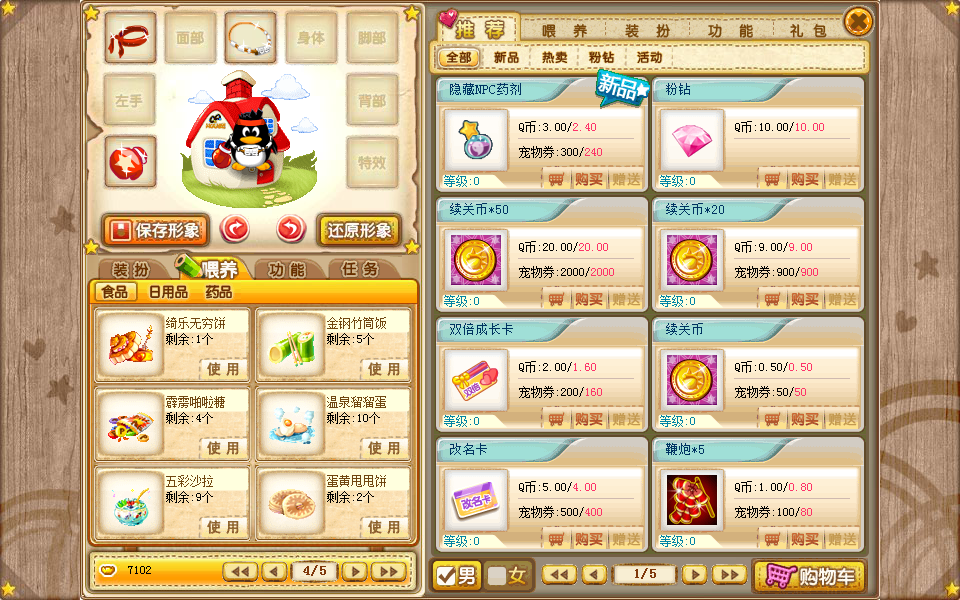 面部
身体
脚部
左手
背部
特效
保存形象
还原形象
装扮
喂养
功能
任务
食品
日用品
药品
绮乐无穷饼
剩余:1个
使用
金钢竹筒饭
剩余:5个
使用
霹雳啪啦糖
剩余:4个
使用
温泉溜溜蛋
剩余:10个
使用
五彩沙拉
剩余:9个
使用
蛋黄甩甩饼
剩余:2个
使用
7102
4/5
推荐
喂养
装扮
功能
礼包
全部
新品
热卖
粉钻
活动
隐藏NPC药剂
新品
Q币:3.00/2.40
宠物券:300/240
等级:0
购买
赠送
粉钻
Q币:10.00/10.00
等级:0
购买
赠送
续关币*50
Q币:20.00/20.00
宠物券:2000/2000
等级:0
购买
赠送
续关币*20
Q币:9.00/9.00
宠物券:900/900
等级:0
购买
赠送
双倍成长卡
双倍
Q币:2.00/1.60
宠物券:200/160
等级:0
购买
赠送
续关币
Q币:0.50/0.50
宠物券:50/50
等级:0
购买
赠送
改名卡
改名卡
Q币:5.00/4.00
宠物券:500/400
等级:0
购买
赠送
鞭炮*5
Q币:1.00/0.80
宠物券:100/80
等级:0
购买
赠送
男
女
1/5
购物车